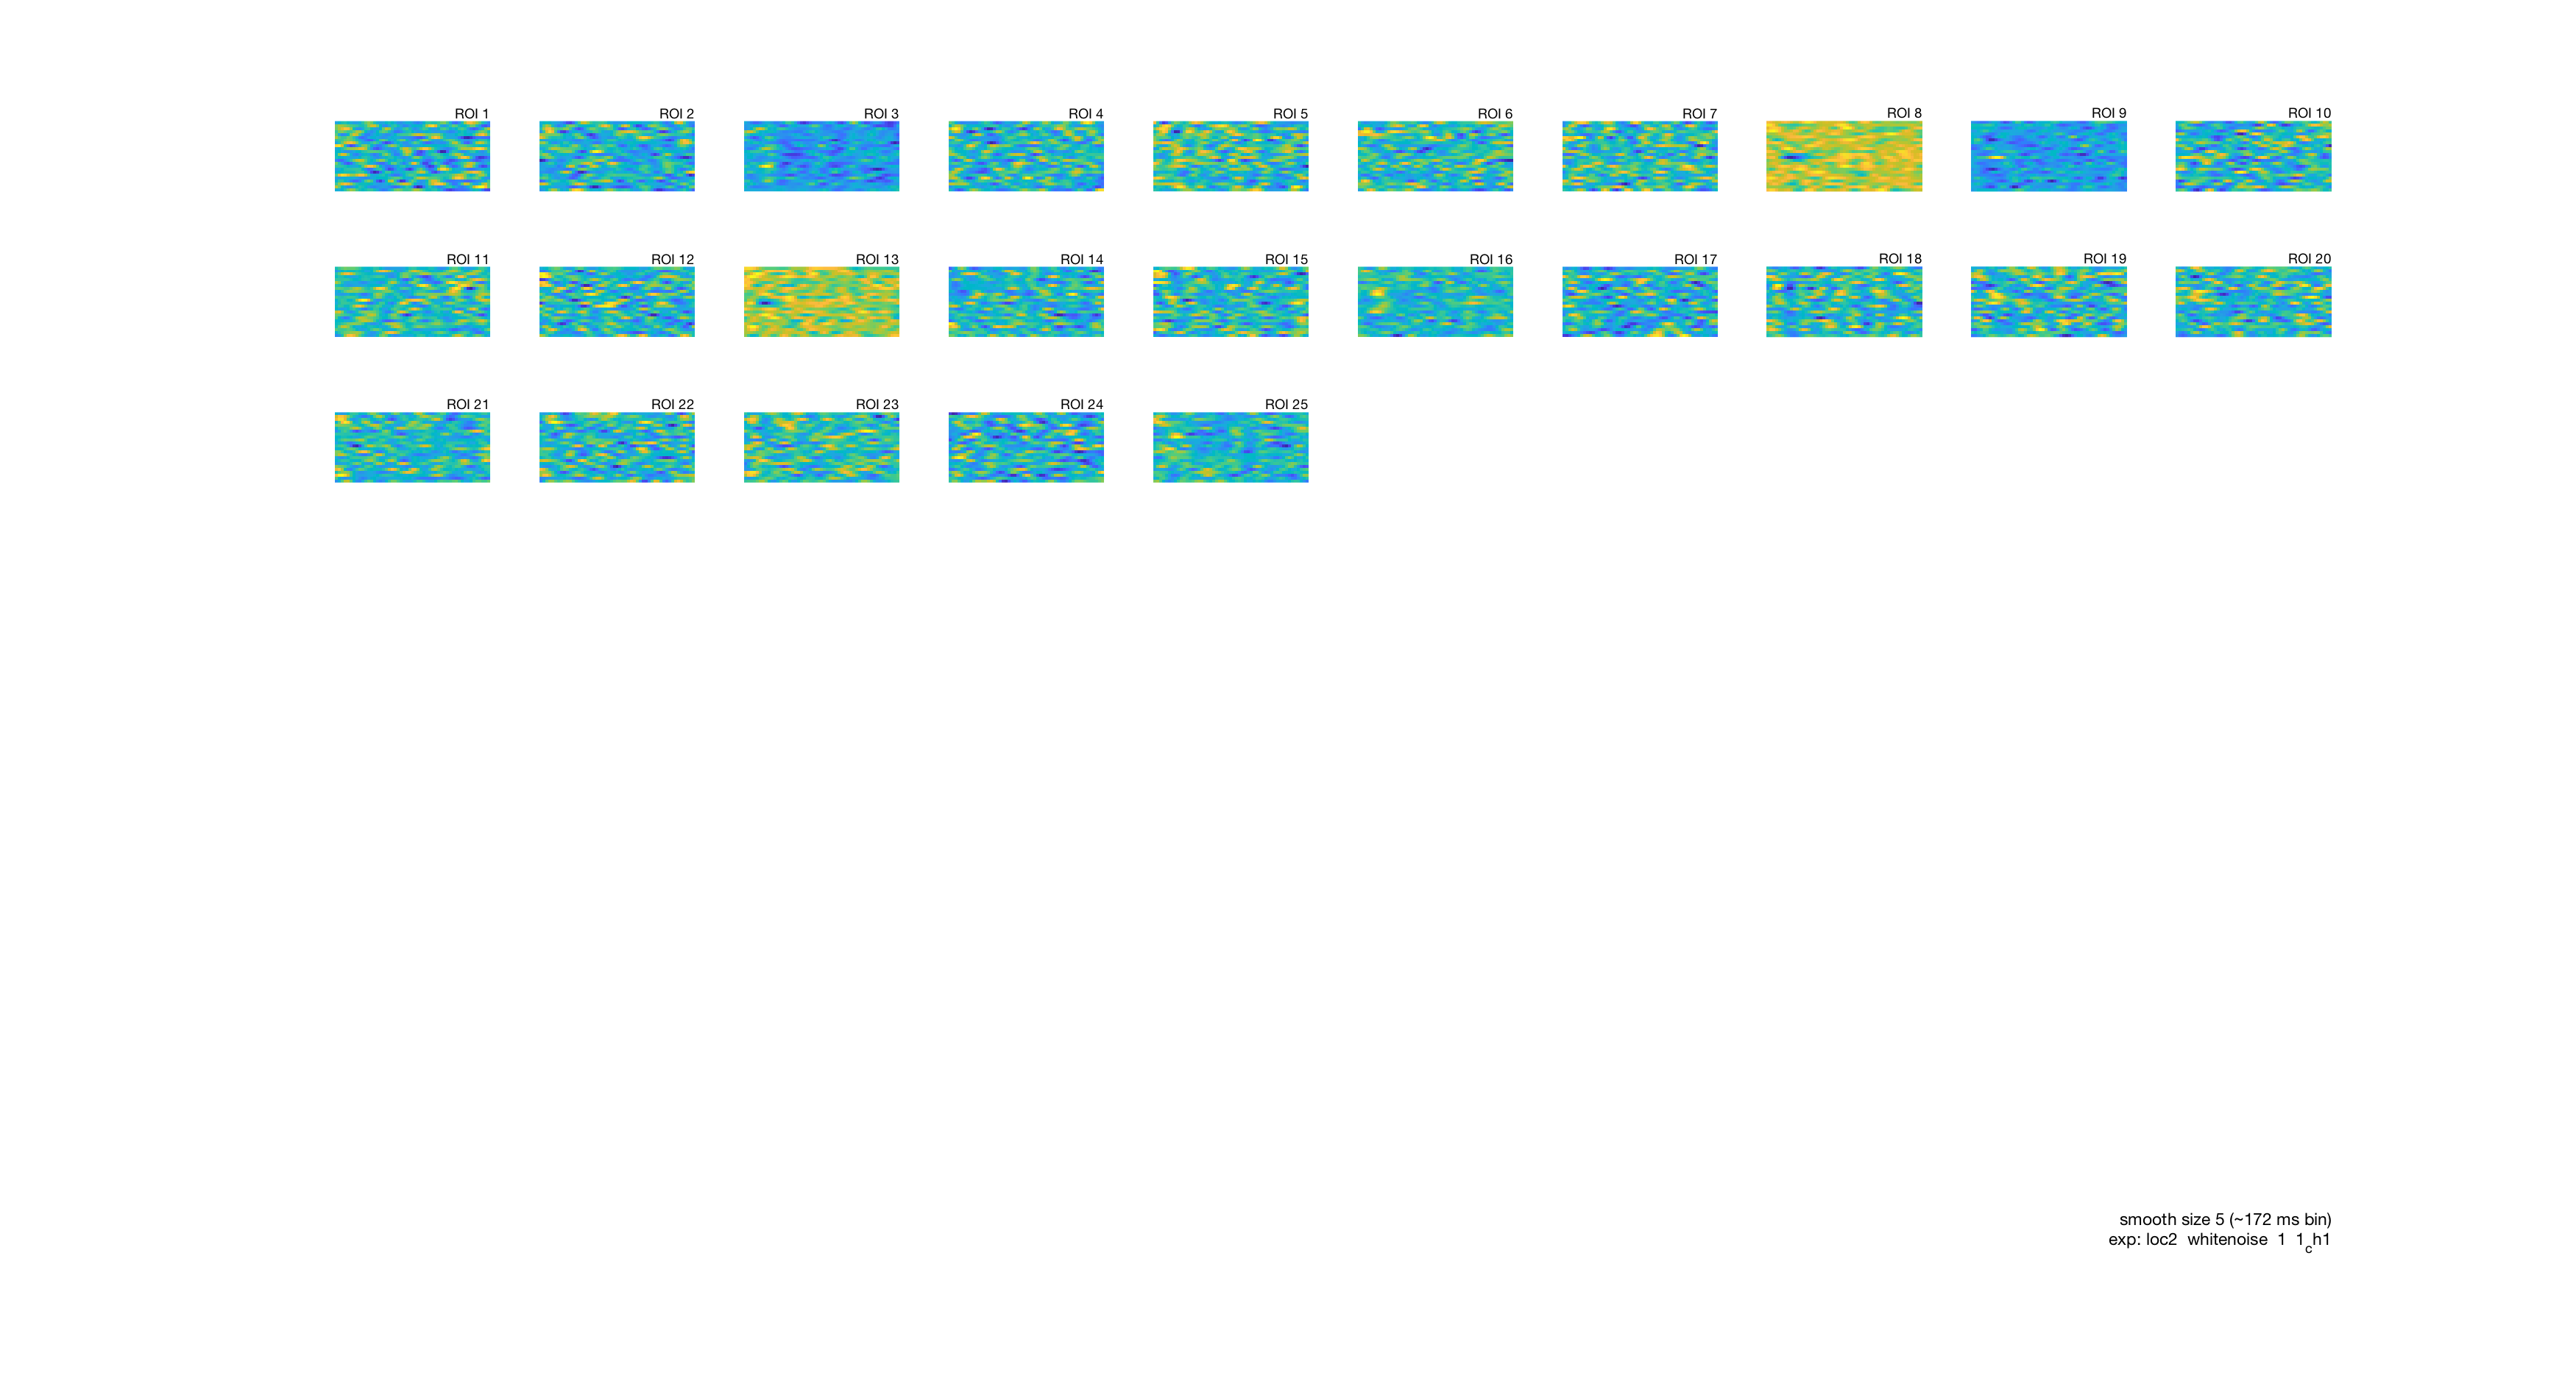 ROI 1 ROI 2 ROI 3 ROI 4 ROI 5 ROI 6 ROI 7 ROI 8 ROI 9 ROI 10
ROI 11 ROI 12 ROI 13 ROI 14 ROI 15 ROI 16 ROI 17 ROI 18 ROI 19 ROI 20
ROI 21 ROI 22 ROI 23 ROI 24 ROI 25
smooth size 5 (~172 ms bin)
exp: loc2 whitenoise 1 1ch1